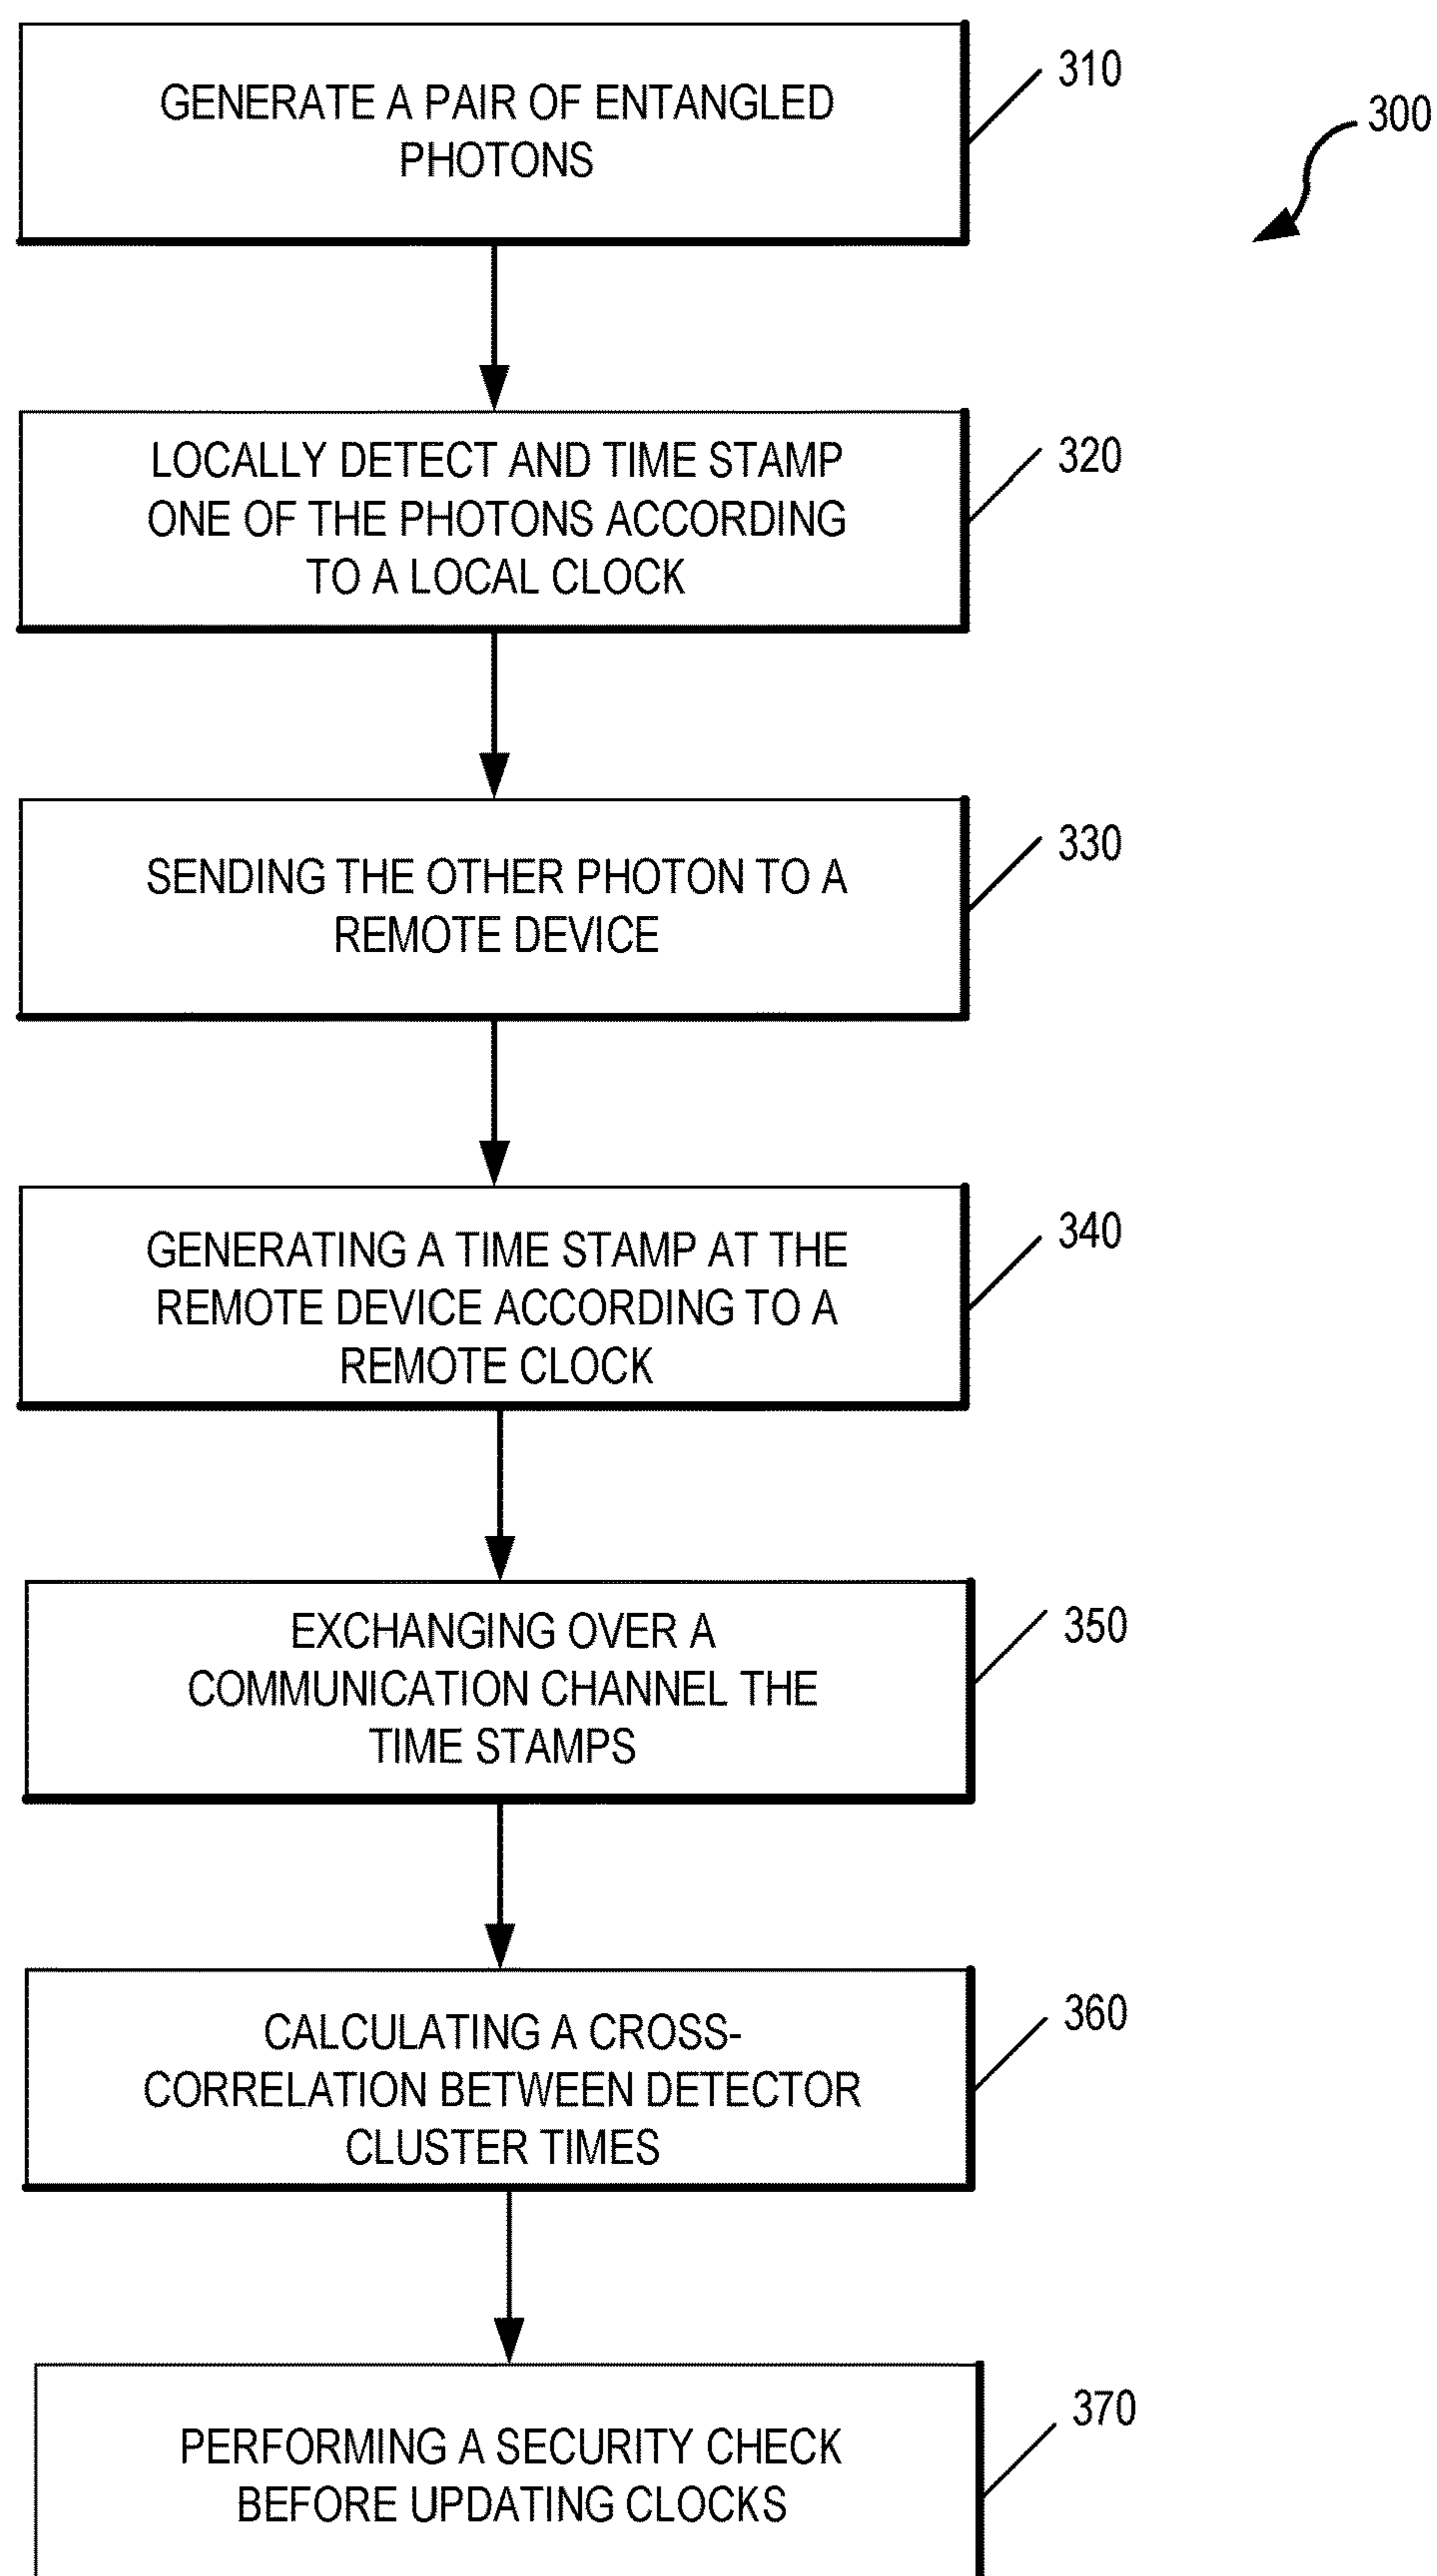 GENERATE A PAIR OF ENTANGLED
PHOTONS
310
300
LOCALLY DETECT AND TIME STAMP
ONE OF THE PHOTONS ACCORDING
TO A LOCAL CLOCK
320
SENDING THE OTHER PHOTON TO A
REMOTE DEVICE
330
GENERATING A TIME STAMP AT THE
REMOTE DEVICE ACCORDING TO A
REMOTE CLOCK
340
EXCHANGING OVER A
COMMUNICATION CHANNEL THE
TIME STAMPS
350
CALCULATING A CROSS-
CORRELATION BETWEEN DETECTOR
CLUSTER TIMES
360
PERFORMING A SECURITY CHECK
BEFORE UPDATING CLOCKS
370